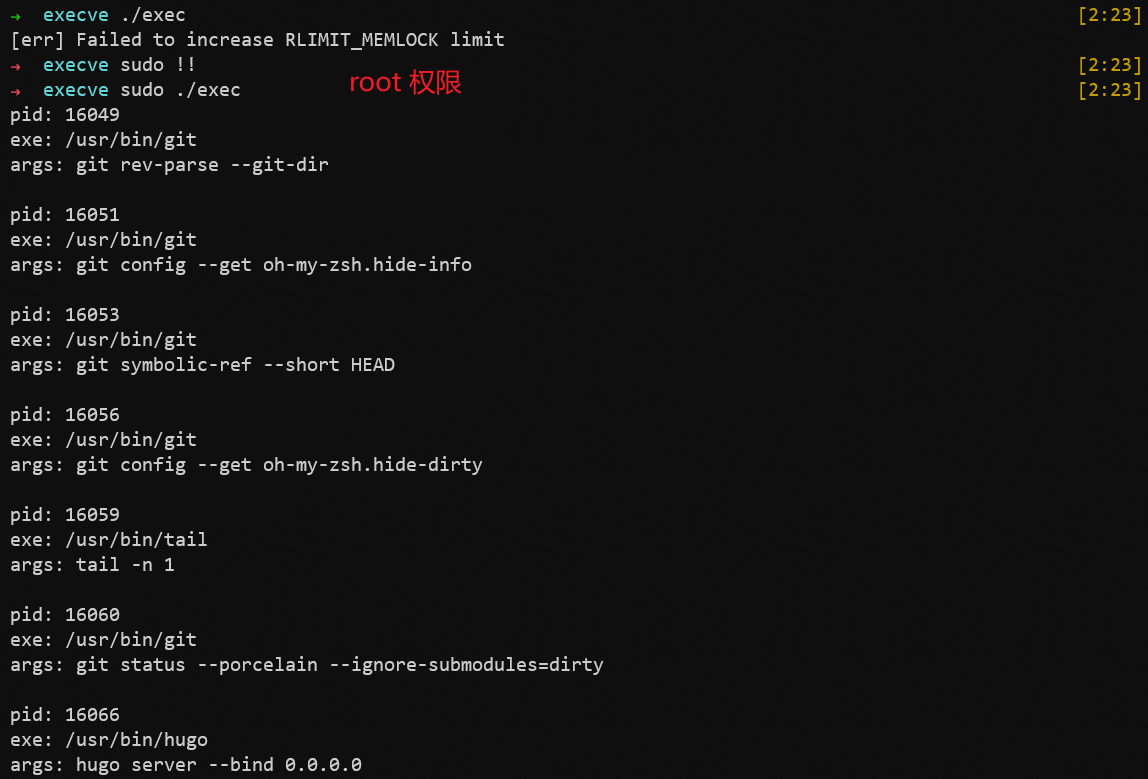 → execve ./exec [2:23]
[err] Failed to increase RLIMIT_MEMLOCK limit
→ execve sudo !! [2:23]
root 权限
→ execve sudo ./exec [2:23]
pid: 16049
exe: /usr/bin/git
args: git rev-parse --git-dir
pid: 16051
exe: /usr/bin/git
args: git config --get oh-my-zsh.hide-info
pid: 16053
exe: /usr/bin/git
args: git symbolic-ref --short HEAD
pid: 16056
exe: /usr/bin/git
args: git config --get oh-my-zsh.hide-dirty
pid: 16059
exe: /usr/bin/tail
args: tail -n 1
pid: 16060
exe: /usr/bin/git
args: git status --porcelain --ignore-submodules=dirty
pid: 16066
exe: /usr/bin/hugo
args: hugo server --bind 0.0.0.0